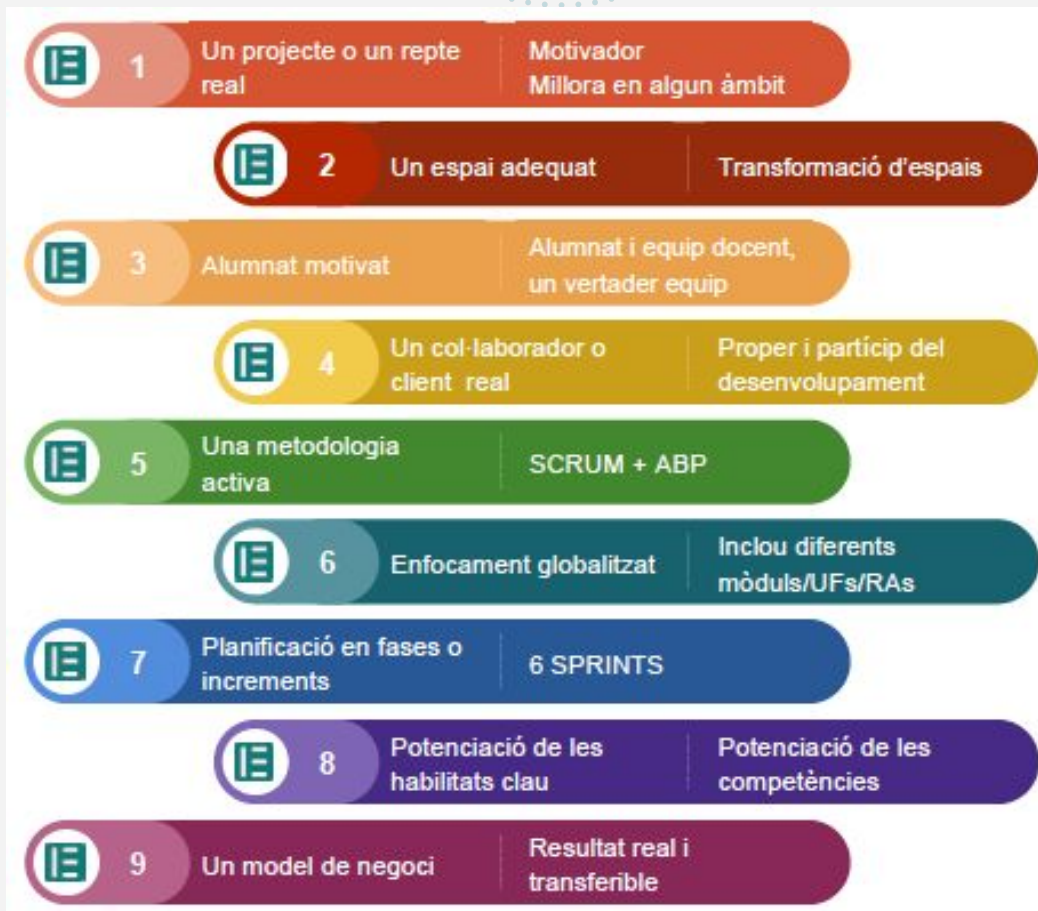 1
Un projecte o un repte
real
Motivador
Millora en algun àmbit
2
Un espai adequat
Transformació d'espais
3
Alumnat motivat
Alumnat i equip docent,
un vertader equip
4
Un col·laborador o
client real
Proper i partícip del
desenvolupament
5
Una metodologia
activa
SCRUM + ABP
6
Enfocament globalitzat
Inclou diferents
mòduls/UFs/RAs
7
Planificació en fases o
increments
6 SPRINTS
8
Potenciació de les
habilitats clau
Potenciació de les
competències
9
Un model de negoci
Resultat real i
transferible